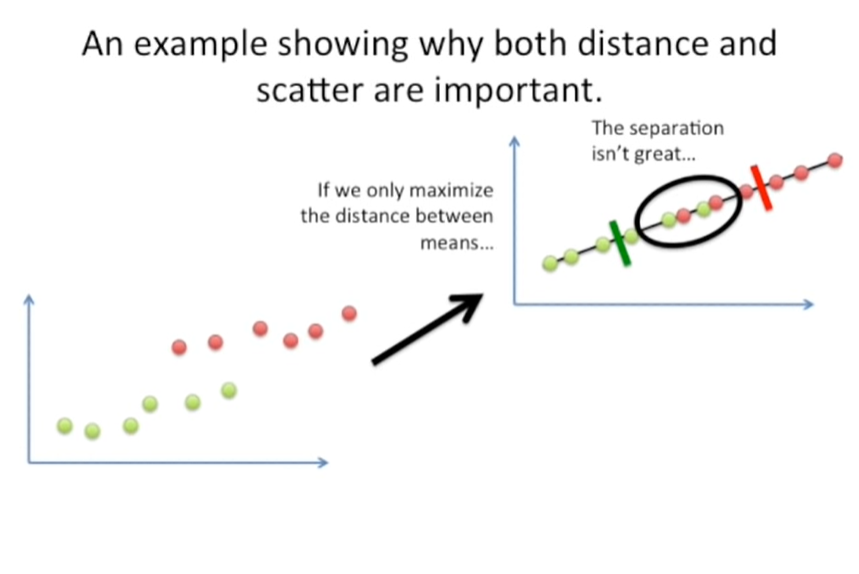 An example showing why both distance and
scatter are important.
The separation
isn't great...
If we only maximize
the distance between
means...